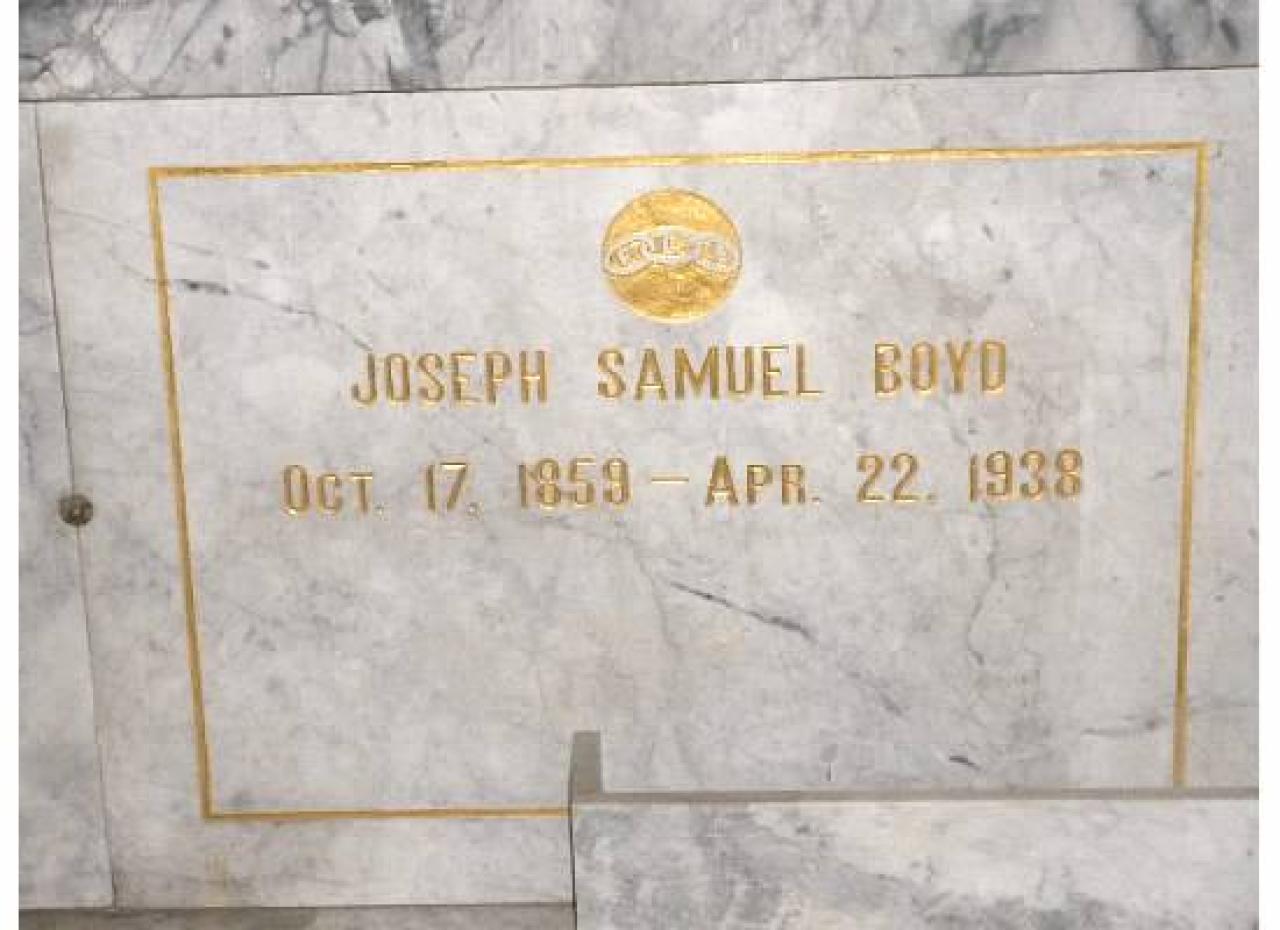 F L T
JOSEPH SAMUEL BOYD
OCT. 17, 1859 — APR. 22. 1938